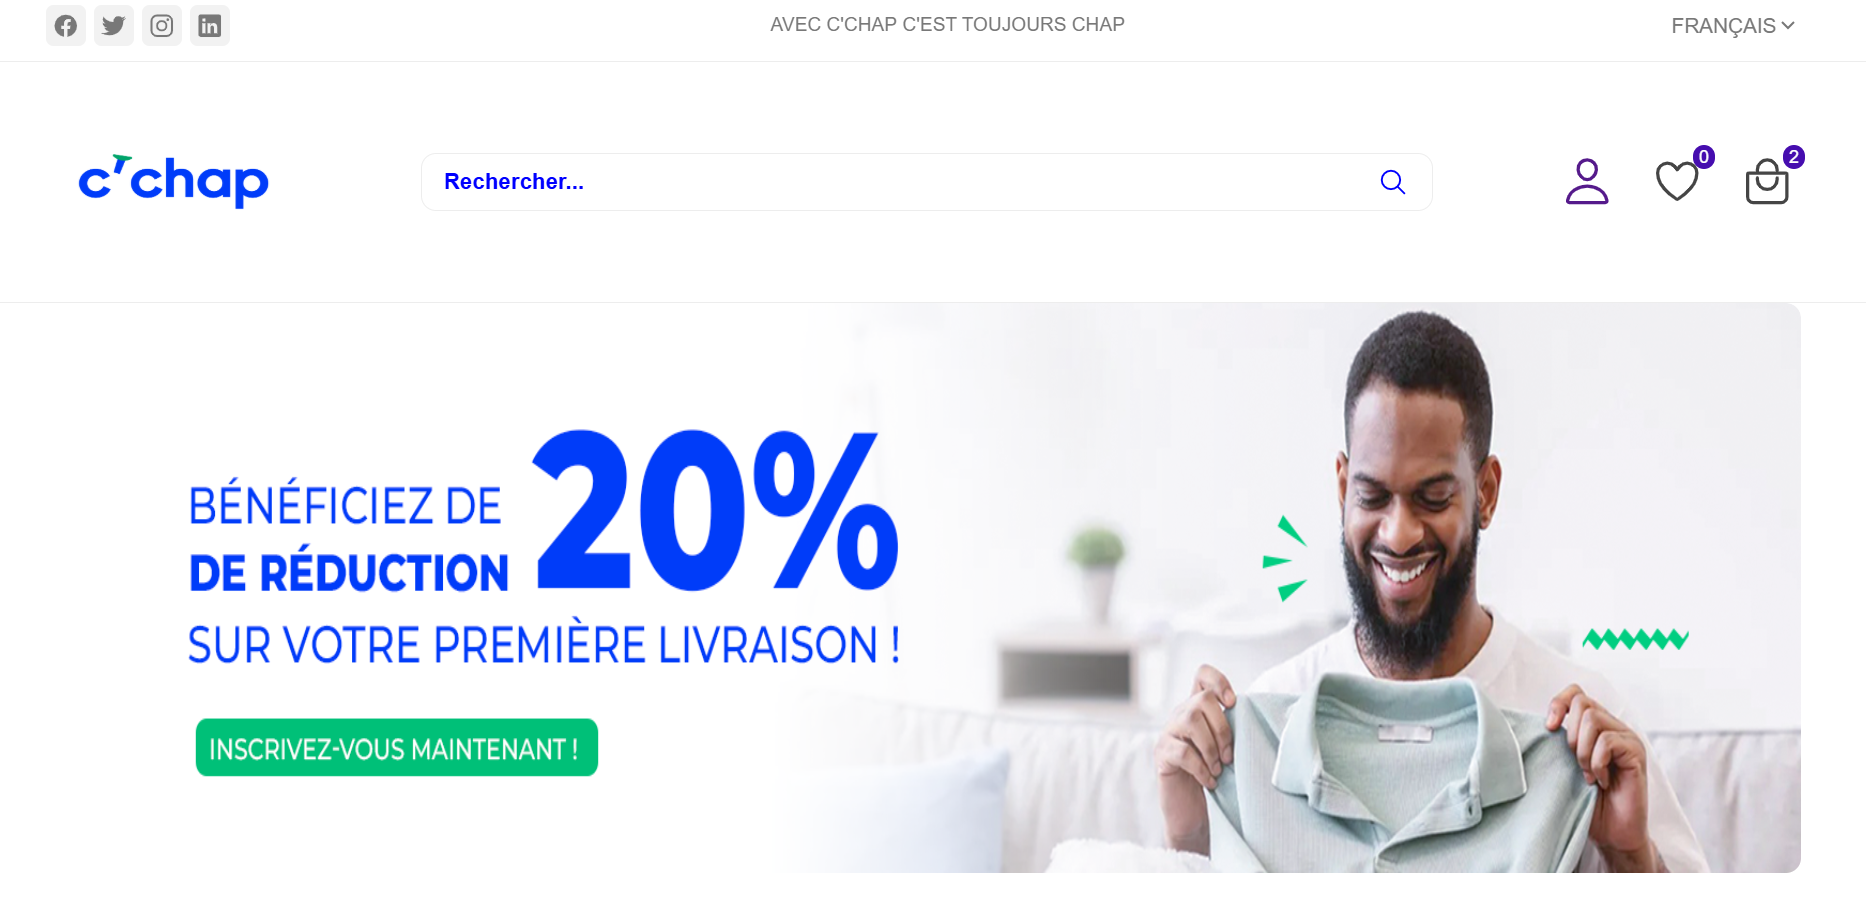 AVEC C'CHAP C'EST TOUJOURS CHAP
FRANÇAIS
c'chap
Rechercher...
0
2
BÉNÉFICIEZ DE
20%
DE RÉDUCTION
SUR VOTRE PREMIÈRE LIVRAISON !
INSCRIVEZ-VOUS MAINTENANT !